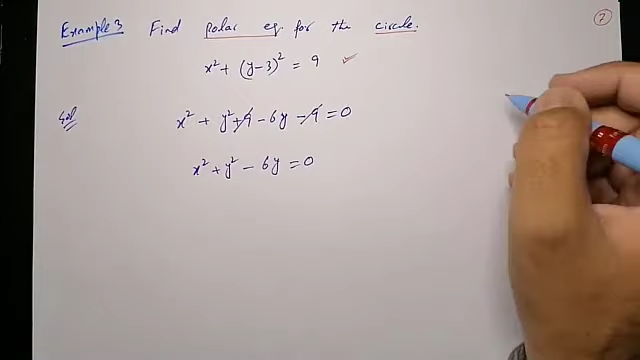 7
Example 3 Find polar eq. for the circle.
x² + (y-3)² = 9
Sol x² + y² + 9 - 6y - 9 = 0
x² + y² - 6y = 0